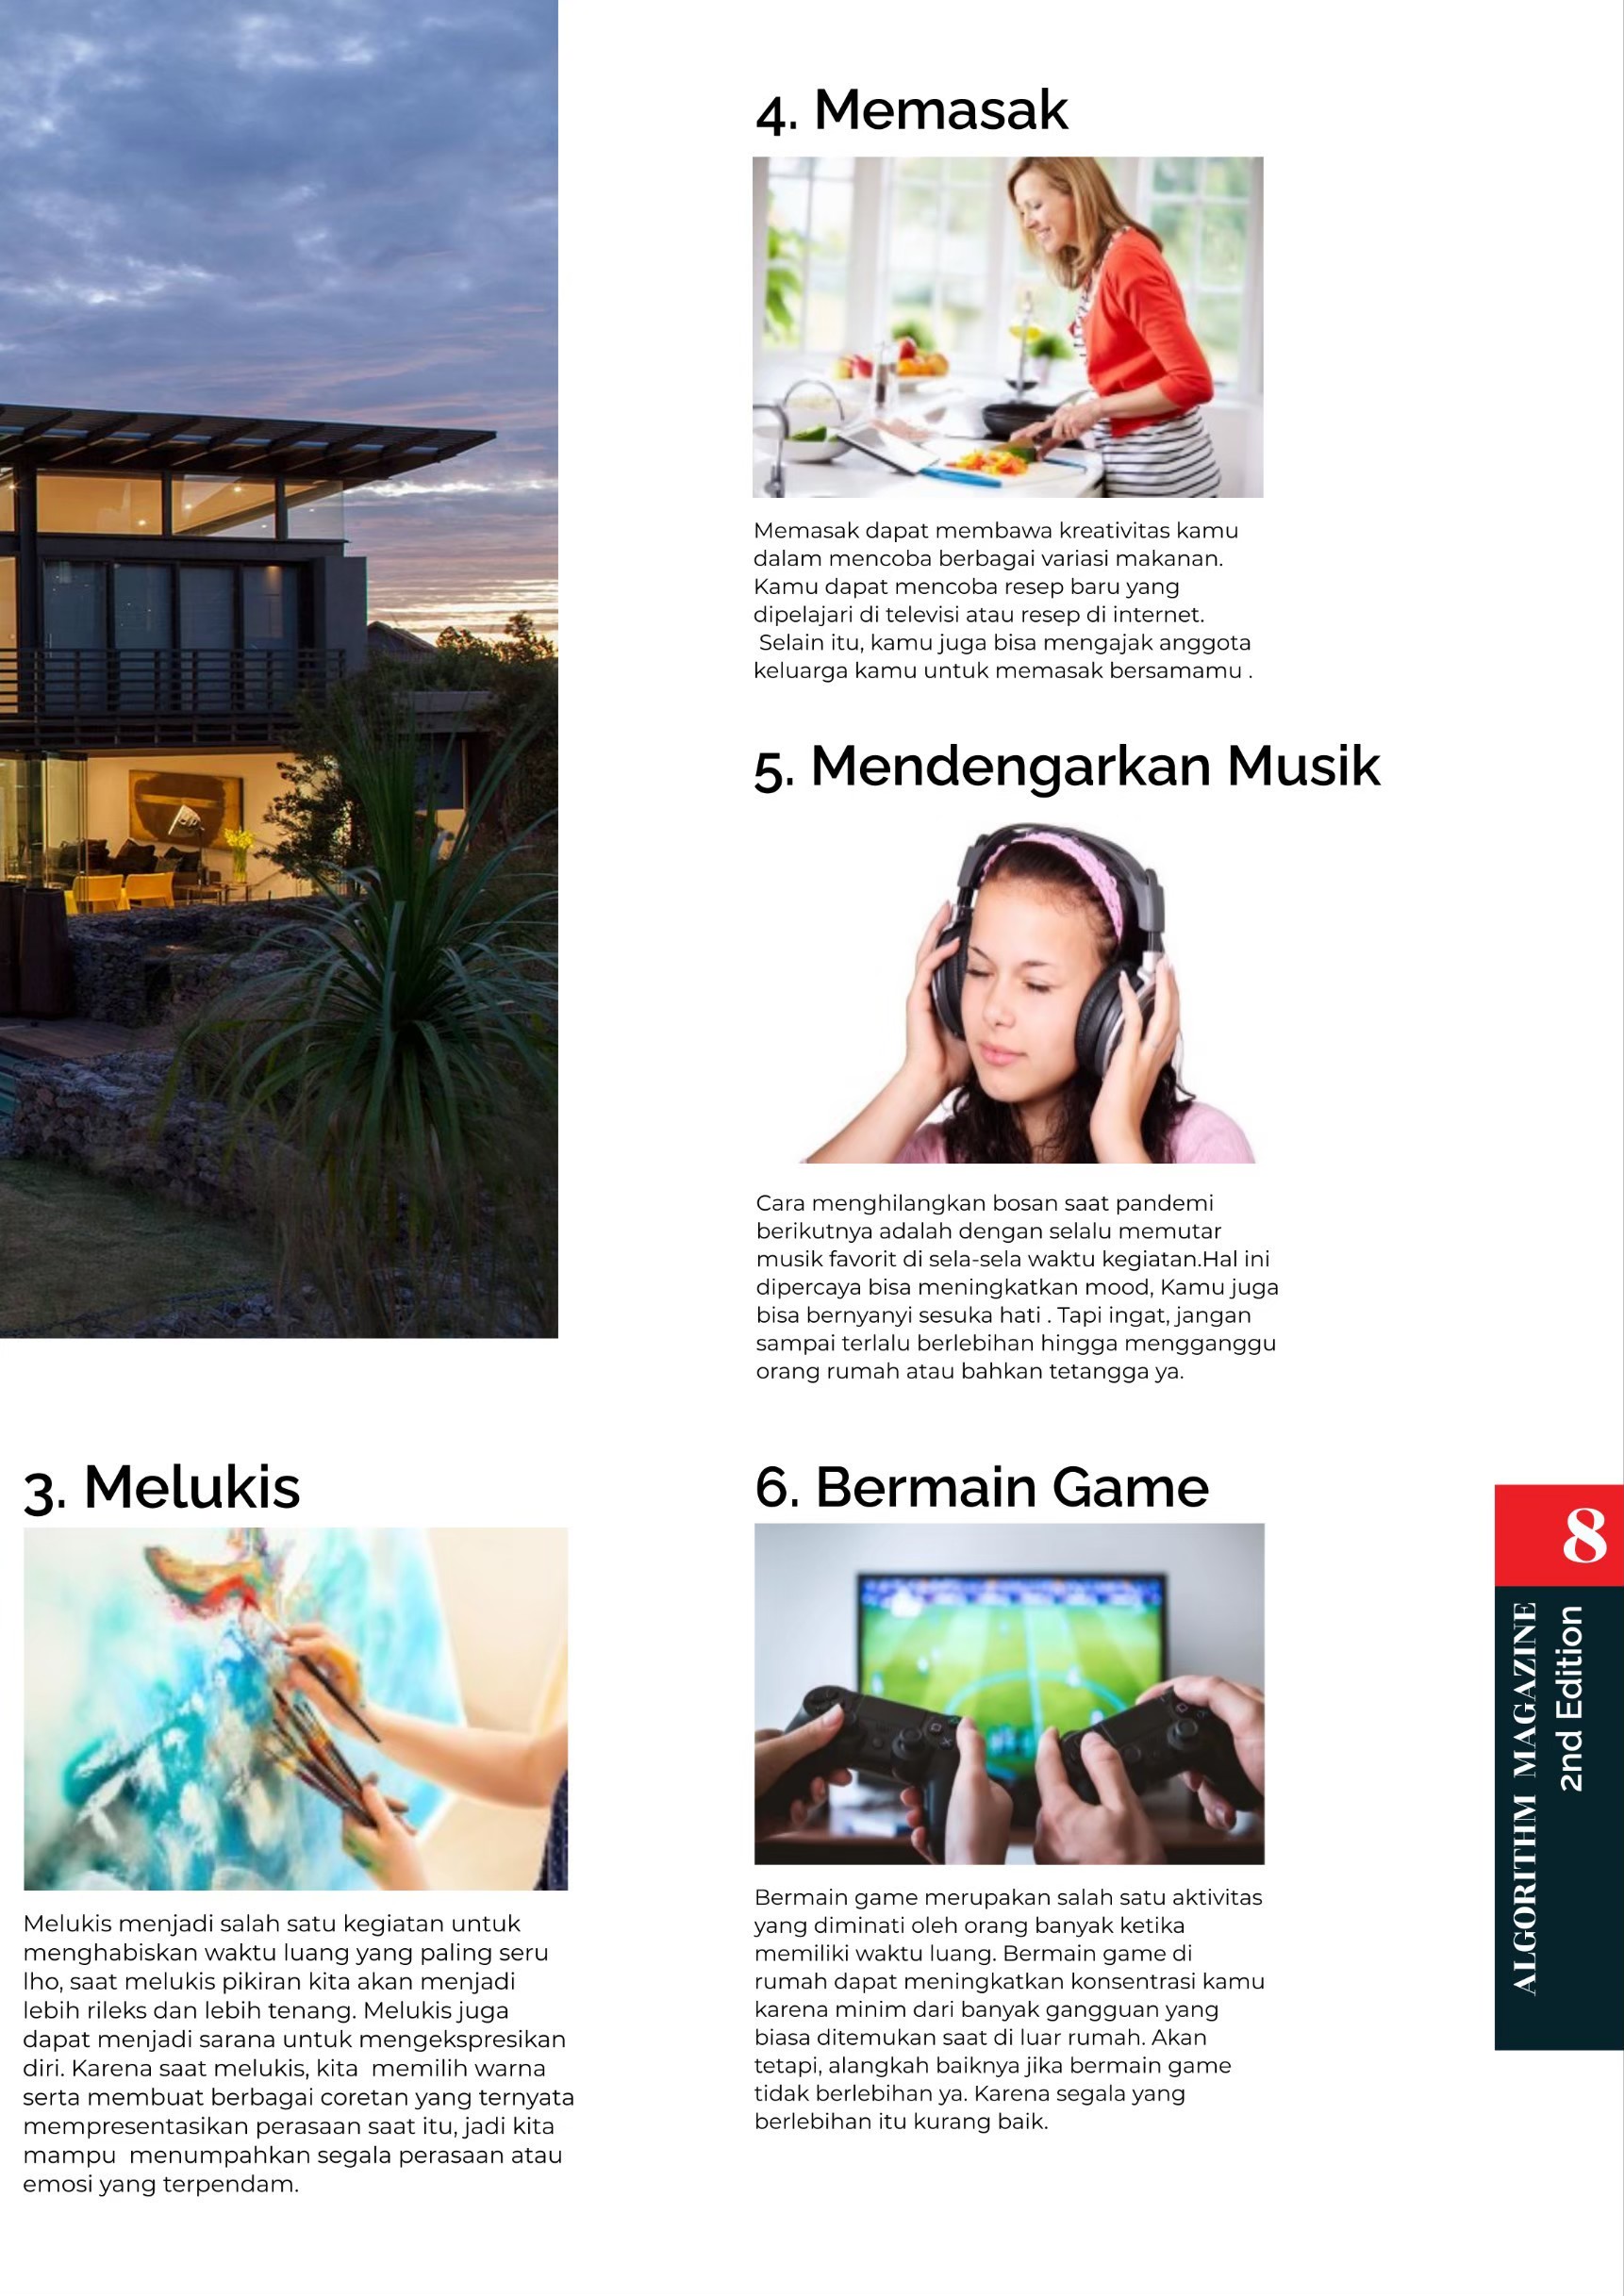 3. Melukis
Melukis menjadi salah satu kegiatan untuk
menghabiskan waktu luang yang paling seru
lho, saat melukis pikiran kita akan menjadi
lebih rileks dan lebih tenang. Melukis juga
dapat menjadi sarana untuk mengekspresikan
diri. Karena saat melukis, kita  memilih warna
serta membuat berbagai coretan yang ternyata
mempresentasikan perasaan saat itu, jadi kita
mampu  menumpahkan segala perasaan atau
emosi yang terpendam.
4. Memasak
Memasak dapat membawa kreativitas kamu
dalam mencoba berbagai variasi makanan.
Kamu dapat mencoba resep baru yang
dipelajari di televisi atau resep di internet.
Selain itu, kamu juga bisa mengajak anggota
keluarga kamu untuk memasak bersamamu .
5. Mendengarkan Musik
Cara menghilangkan bosan saat pandemi
berikutnya adalah dengan selalu memutar
musik favorit di sela-sela waktu kegiatan.Hal ini
dipercaya bisa meningkatkan mood, Kamu juga
bisa bernyanyi sesuka hati . Tapi ingat, jangan
sampai terlalu berlebihan hingga mengganggu
orang rumah atau bahkan tetangga ya.
6. Bermain Game
Bermain game merupakan salah satu aktivitas
yang diminati oleh orang banyak ketika
memiliki waktu luang. Bermain game di
rumah dapat meningkatkan konsentrasi kamu
karena minim dari banyak gangguan yang
biasa ditemukan saat di luar rumah. Akan
tetapi, alangkah baiknya jika bermain game
tidak berlebihan ya. Karena segala yang
berlebihan itu kurang baik.
8
ALGORITHM MAGAZINE
2nd Edition